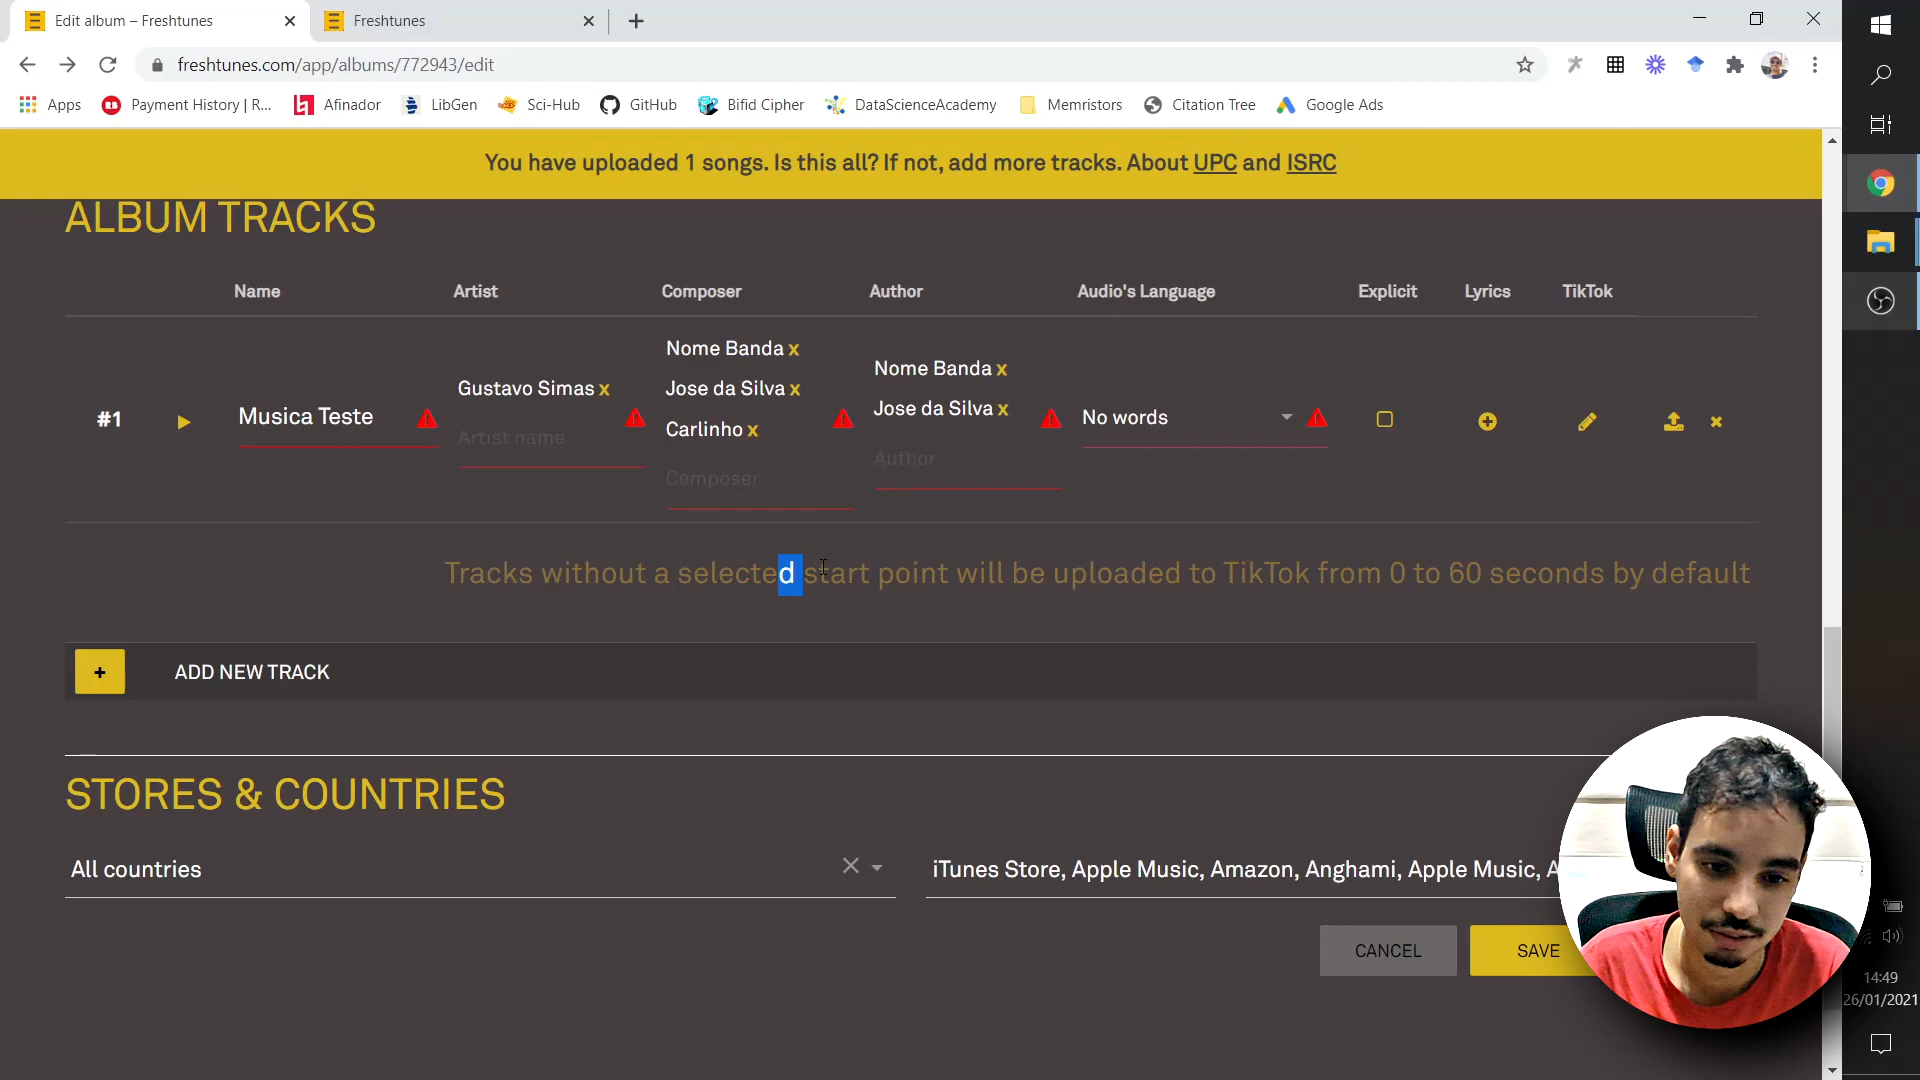 Edit album – Freshtunes
Freshtunes
freshtunes.com/app/albums/772943/edit
Apps
Payment History | R...
Afinador
LibGen
Sci-Hub
GitHub
Bifid Cipher
DataScienceAcademy
Memristors
Citation Tree
Google Ads
You have uploaded 1 songs. Is this all? If not, add more tracks. About UPC and ISRC
ALBUM TRACKS
Name Artist Composer Author Audio's Language Explicit Lyrics TikTok
#1
Musica Teste
Gustavo Simas x
Artist name
Nome Banda x
Jose da Silva x
Carlinho x
Composer
Nome Banda x
Jose da Silva x
Author
No words
Tracks without a selected start point will be uploaded to TikTok from 0 to 60 seconds by default
+ ADD NEW TRACK
STORES & COUNTRIES
All countries
iTunes Store, Apple Music, Amazon, Anghami, Apple Music, A
CANCEL
SAVE
14:49
26/01/2021